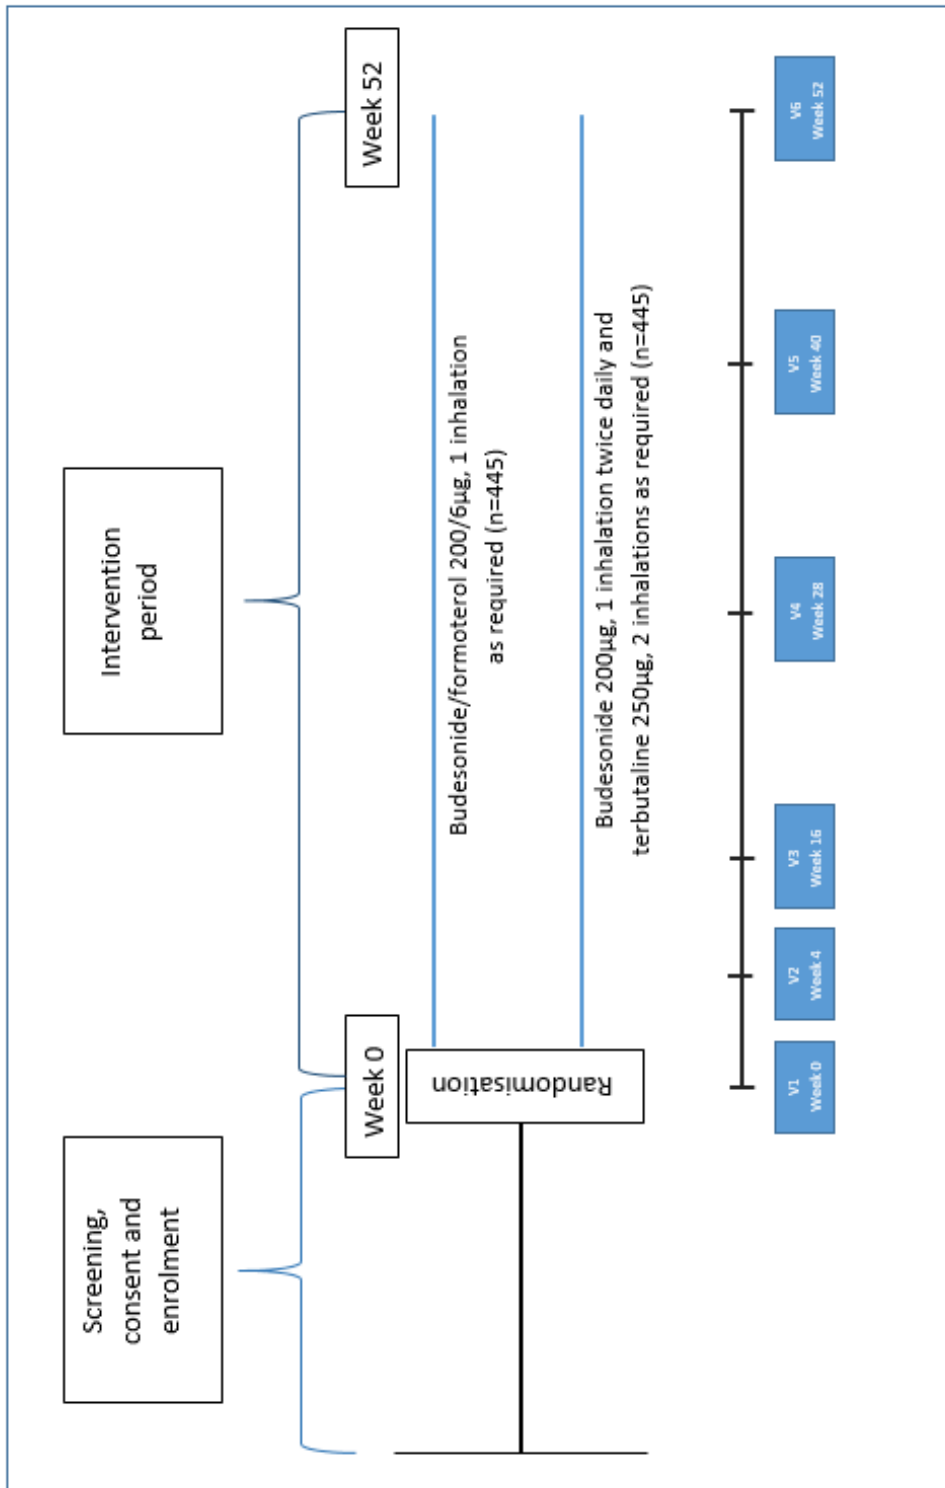 Screening,
consent and
enrolment
Intervention
period
Week 0
Week 52
Randomisation
Budesonide/formoterol 200/6µg, 1 inhalation
as required (n=445)
Budesonide 200µg, 1 inhalation twice daily and
terbutaline 250µg, 2 inhalations as required (n=445)
V1
Week 0
V2
Week 4
V3
Week 16
V4
Week 28
V5
Week 40
V6
Week 52